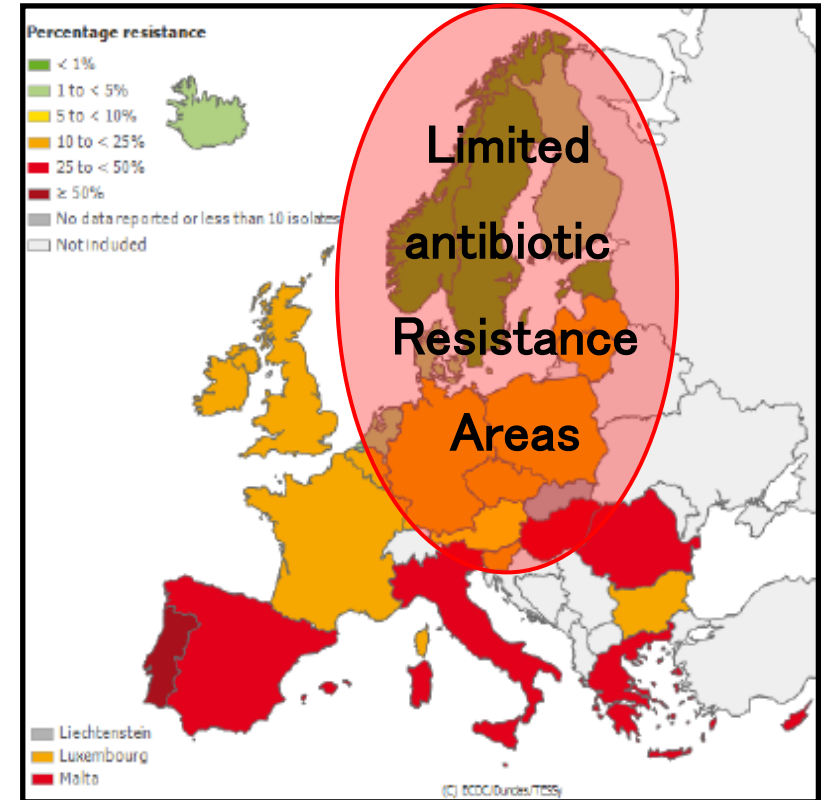 Percentage resistance
< 1%
1 to < 5%
5 to < 10%
10 to < 25%
25 to < 50%
≥ 50%
No data reported or less than 10 isolates
Not included
Limited
antibiotic
Resistance
Areas
Liechtenstein
Luxembourg
Malta
(C) ECDC/Dundas/TESSy